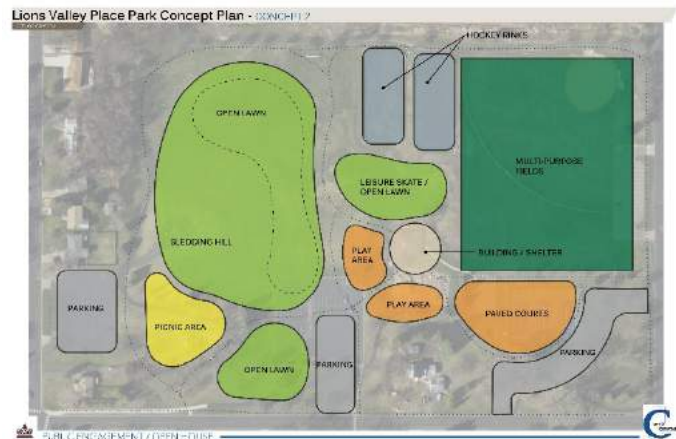 Lions Valley Place Park Concept Plan - CONCEPT 2
HOCKEY RINKS
OPEN LAWN
MULTI-PURPOSE
FIELDS
LEISURE SKATE /
OPEN LAWN
SLEDDING HILL
PLAY
AREA
BUILDING / SHELTER
PARKING
PICNIC AREA
PLAY AREA
PAVED COURTS
OPEN LAWN
PARKING
PARKING
PUBLIC ENGAGEMENT / OPEN HOUSE